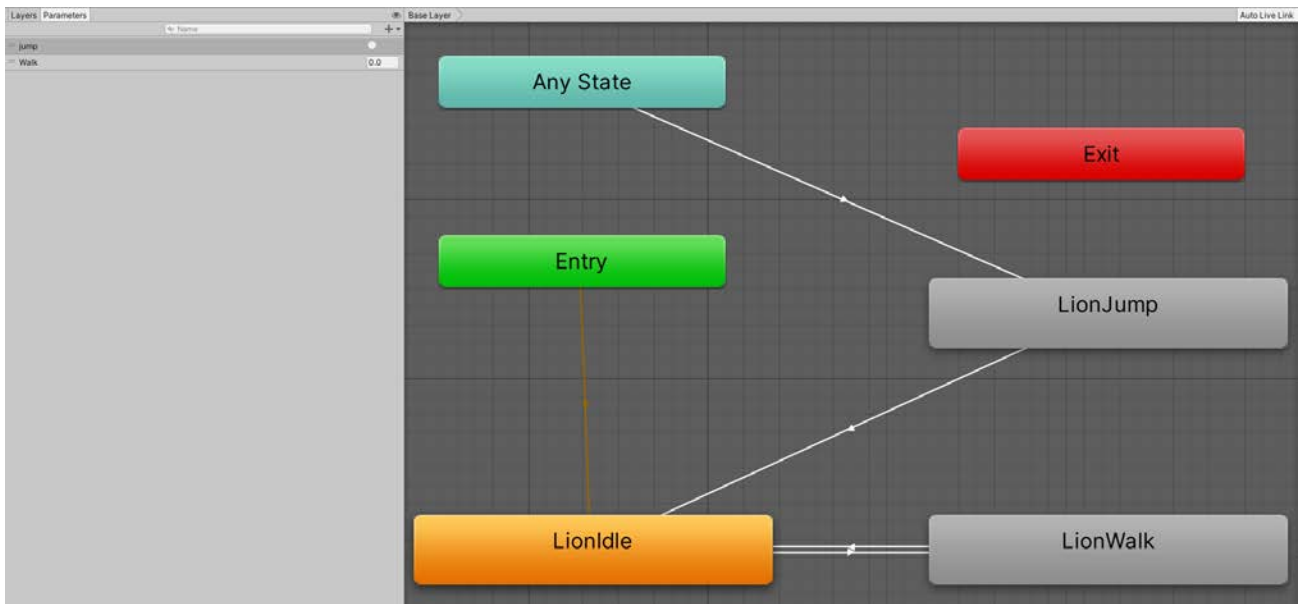 Layers Parameters
Name
jump
Walk 0.0
Base Layer
Auto Live Link
Any State
Exit
Entry
LionJump
LionIdle
LionWalk